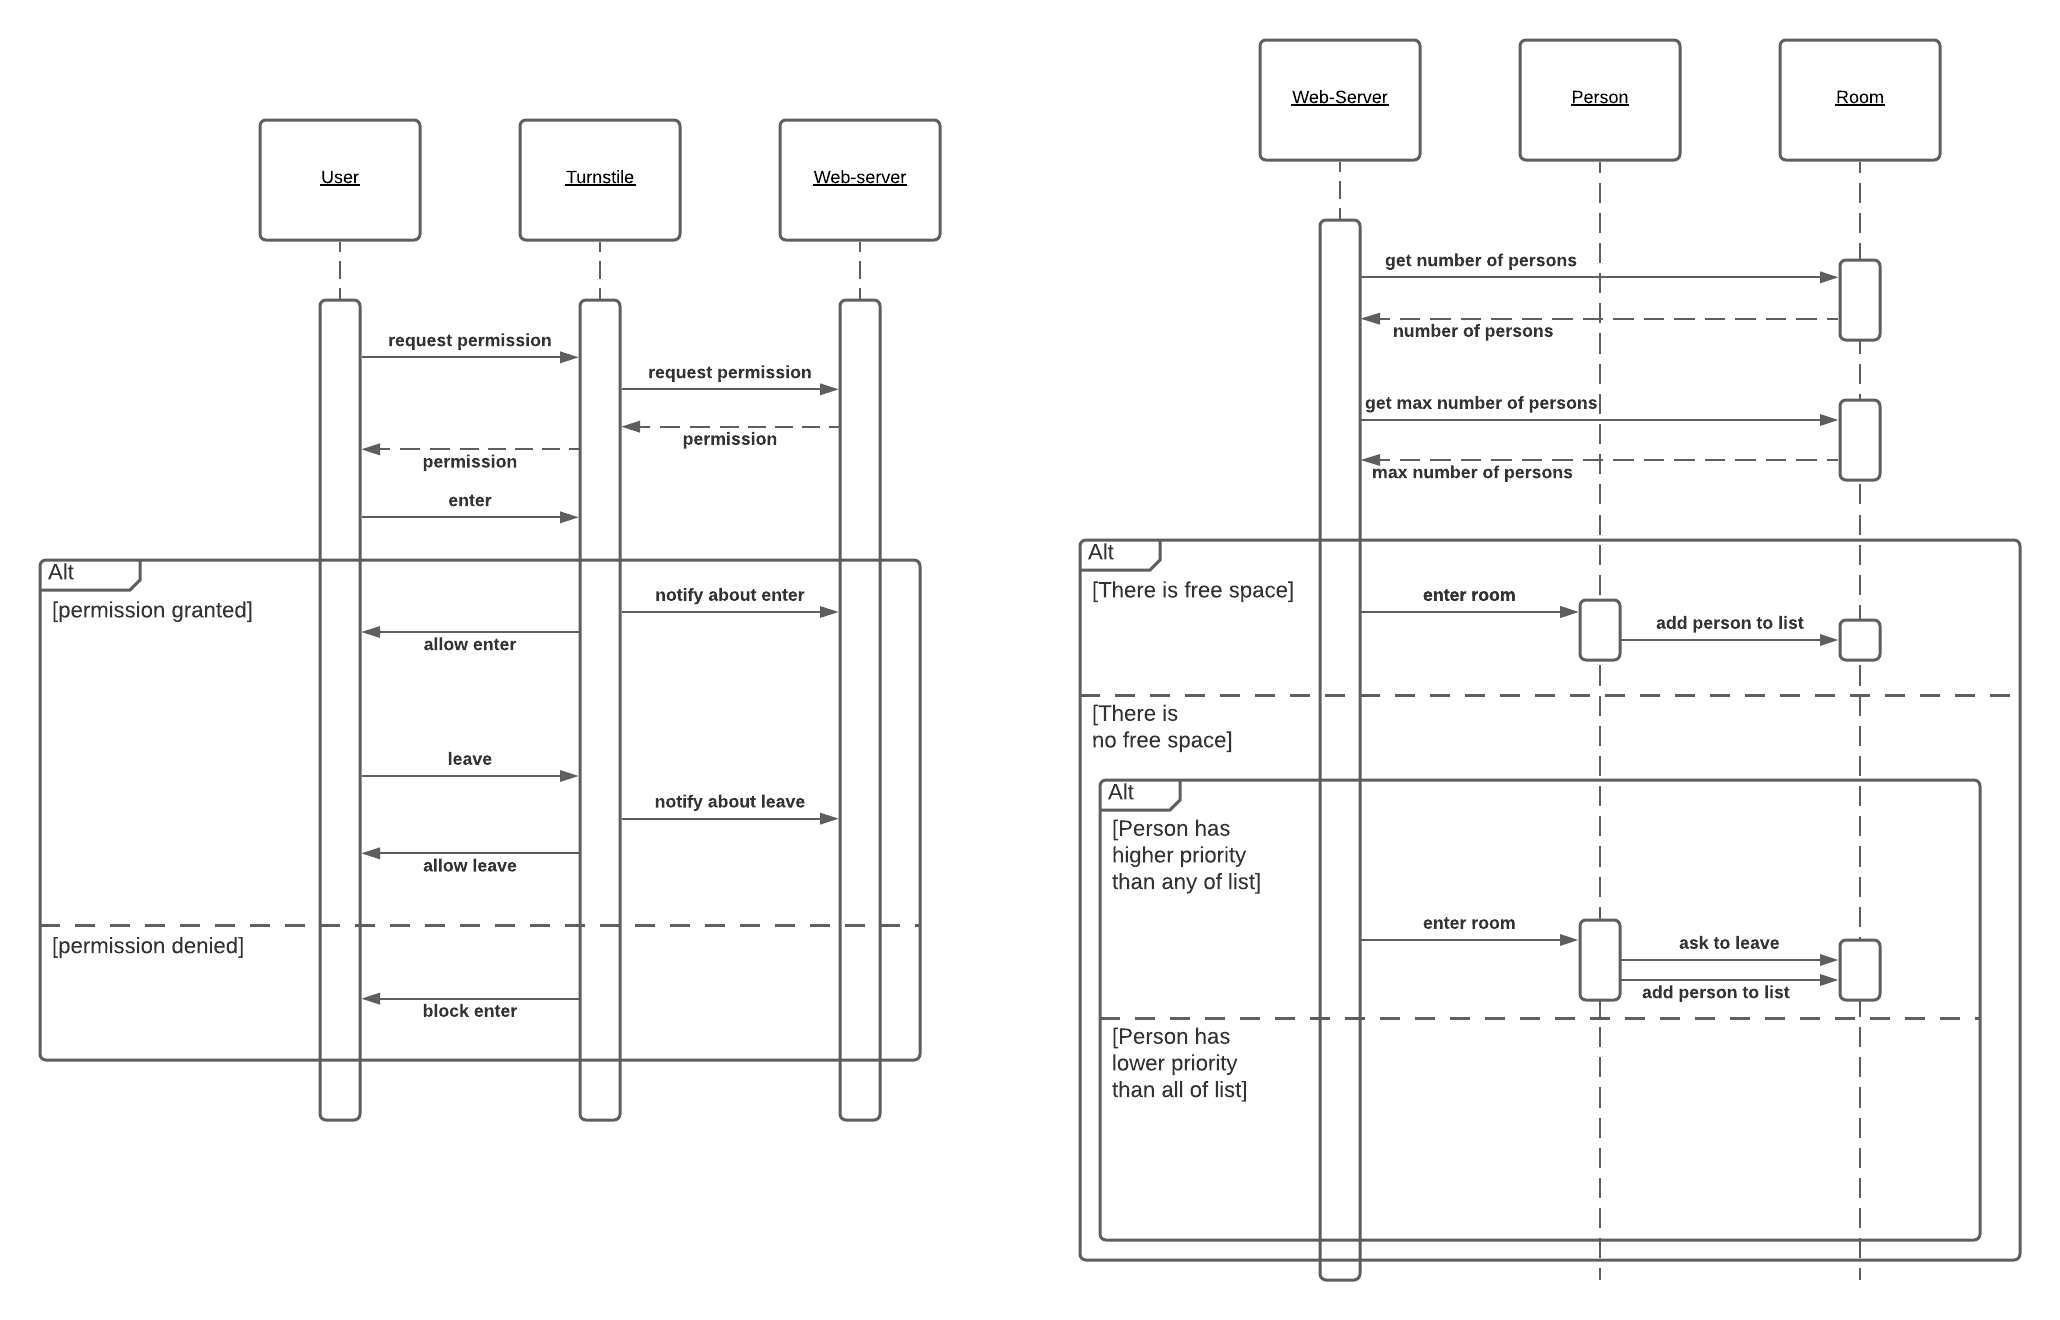 User
Turnstile
Web-server
request permission
request permission
permission
permission
enter
Alt
[permission granted]
notify about enter
allow enter
leave
notify about leave
allow leave
[permission denied]
block enter
Web-Server
Person
Room
get number of persons
number of persons
get max number of persons
max number of persons
Alt
[There is free space]
enter room
add person to list
[There is
no free space]
Alt
[Person has
higher priority
than any of list]
enter room
ask to leave
add person to list
[Person has
lower priority
than all of list]